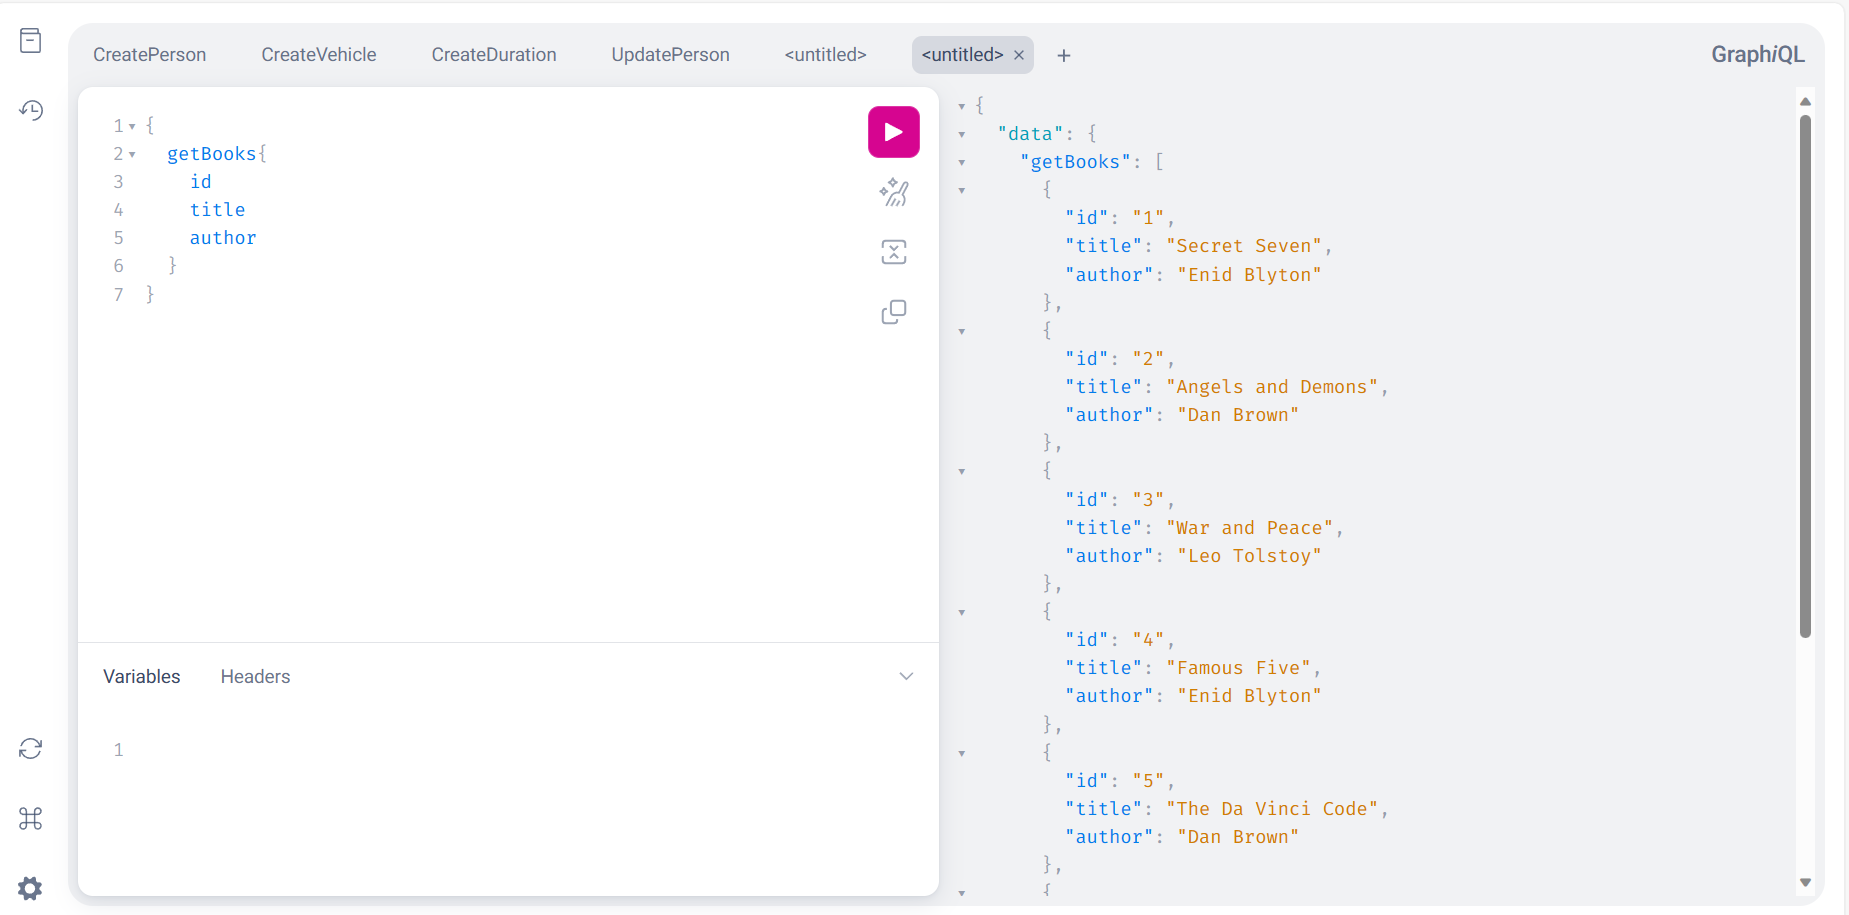 CreatePerson CreateVehicle CreateDuration UpdatePerson <untitled> <untitled> × + GraphiQL
1 {
2 getBooks{
3 id
4 title
5 author
6 }
7 }
Variables Headers
1
{
"data": {
"getBooks": [
{
"id": "1",
"title": "Secret Seven",
"author": "Enid Blyton"
},
{
"id": "2",
"title": "Angels and Demons",
"author": "Dan Brown"
},
{
"id": "3",
"title": "War and Peace",
"author": "Leo Tolstoy"
},
{
"id": "4",
"title": "Famous Five",
"author": "Enid Blyton"
},
{
"id": "5",
"title": "The Da Vinci Code",
"author": "Dan Brown"
},
{